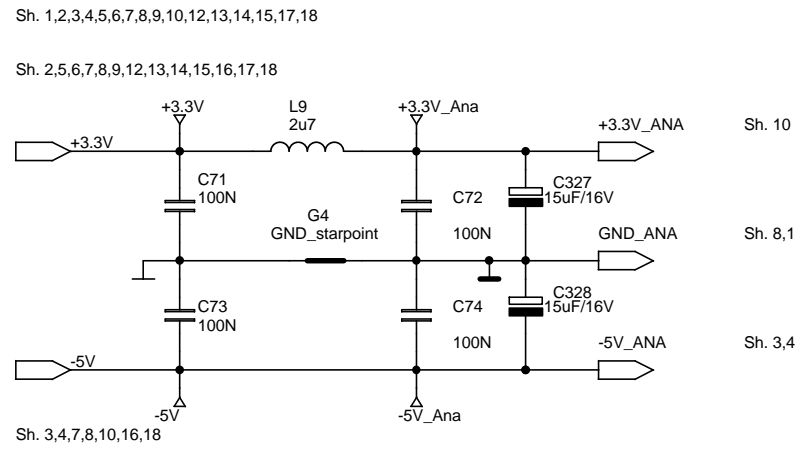 Sh. 1,2,3,4,5,6,7,8,9,10,12,13,14,15,17,18
Sh. 2,5,6,7,8,9,12,13,14,15,16,17,18
+3.3V
L9
2u7
+3.3V_Ana
+3.3V_ANA
Sh. 10
+3.3V
C71
100N
C72
100N
C327
15uF/16V
G4
GND_starpoint
GND_ANA
Sh. 8,1
C73
100N
C74
100N
C328
15uF/16V
-5V_ANA
Sh. 3,4
-5V
-5V
-5V_Ana
Sh. 3,4,7,8,10,16,18